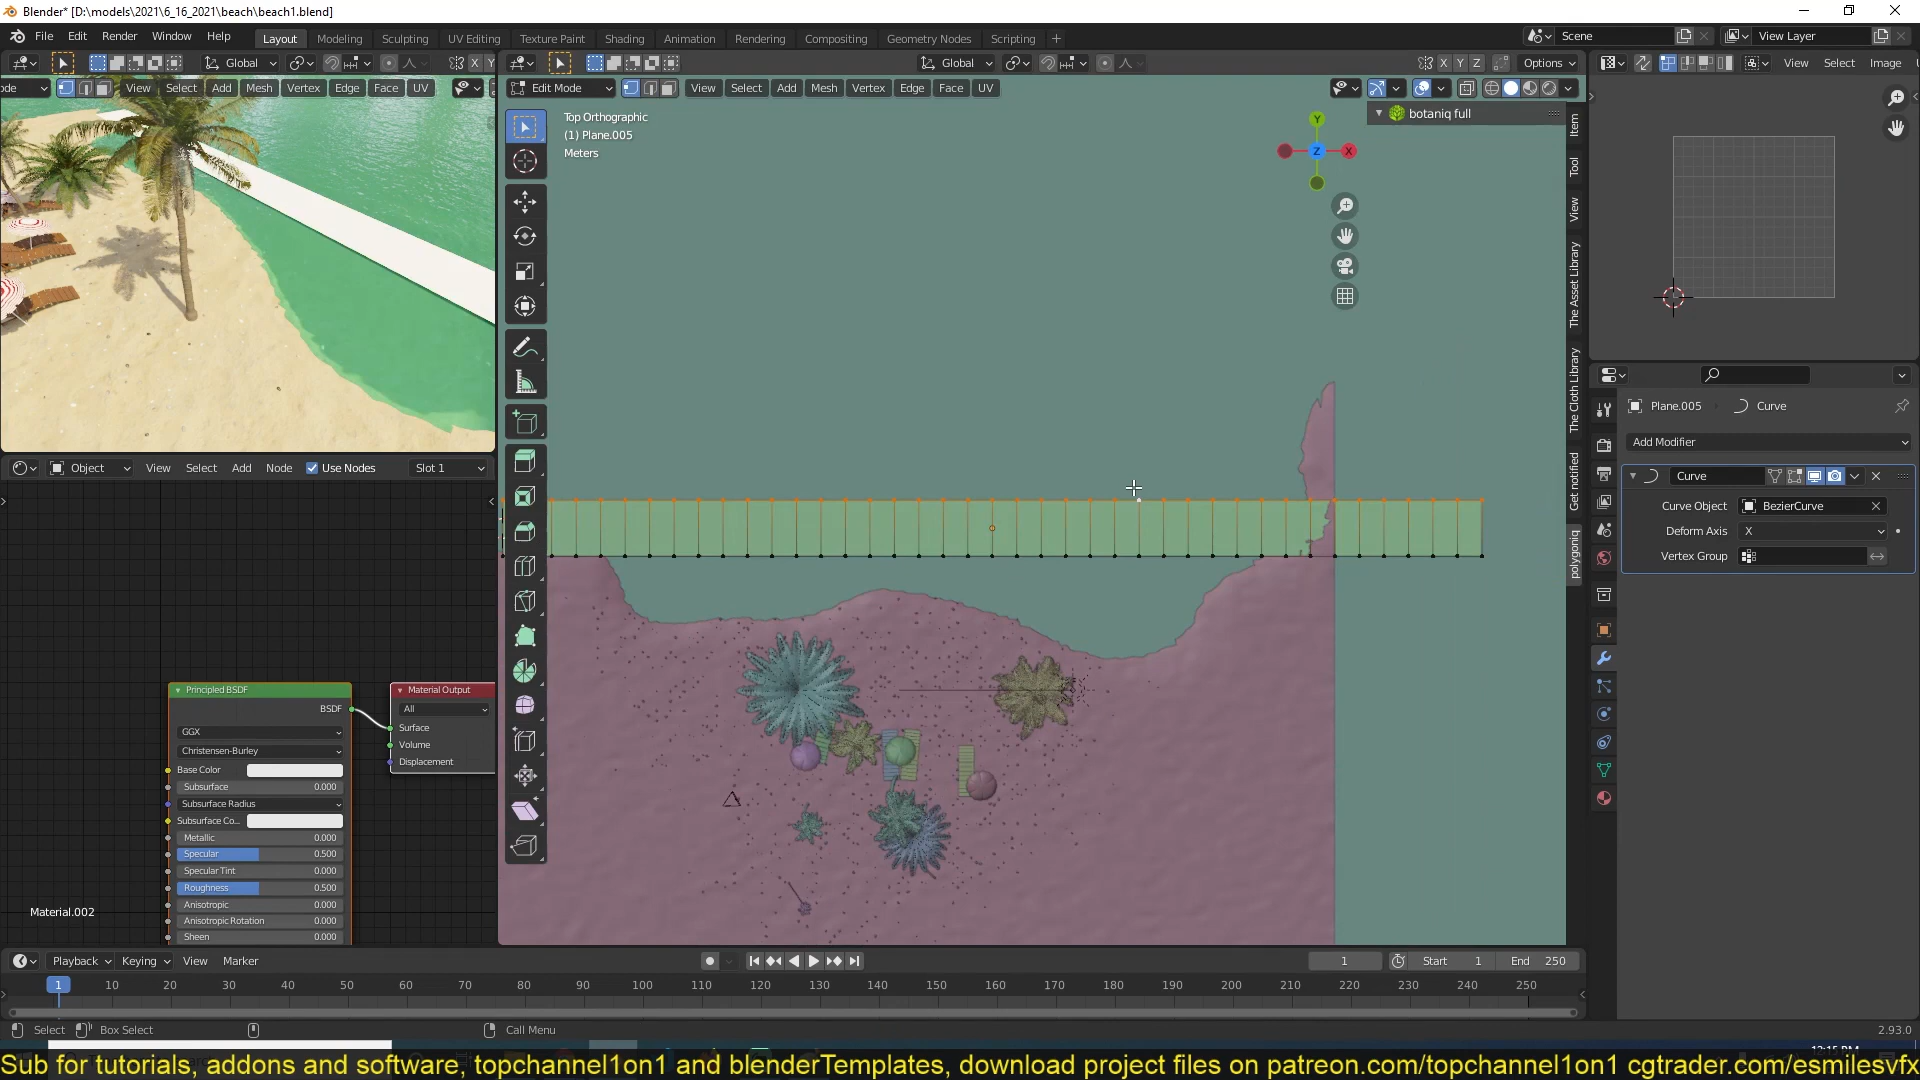 Blender* [D:\models\2021\6_16_2021\beach\beach1.blend]
File Edit Render Window Help Layout Modeling Sculpting UV Editing Texture Paint Shading Animation Rendering Compositing Geometry Nodes Scripting + Scene View Layer
Global Global X Y Z Options View Select Image
View Select Add Mesh Vertex Edge Face UV Edit Mode View Select Add Mesh Vertex Edge Face UV
Top Orthographic
(1) Plane.005
Meters
botaniq full
Y
Z
X
Item
Tool
View
The Asset Library
The Cloth Library
Get notified
polygoniq
Plane.005 Curve
Add Modifier
Curve
Curve Object BezierCurve
Deform Axis X
Vertex Group
Object View Select Add Node Use Nodes Slot 1
Principled BSDF
BSDF
GGX
Christensen-Burley
Base Color
Subsurface 0.000
Subsurface Radius
Subsurface Co...
Metallic 0.000
Specular 0.500
Specular Tint 0.000
Roughness 0.500
Anisotropic 0.000
Anisotropic Rotation 0.000
Sheen 0.000
Material Output
All
Surface
Volume
Displacement
Material.002
Playback Keying View Marker 1 Start 1 End 250
1 10 20 30 40 50 60 70 80 90 100 110 120 130 140 150 160 170 180 190 200 210 220 230 240 250
Select Box Select Call Menu 2.93.0
Sub for tutorials, addons and software, topchannel1on1 and blenderTemplates, download project files on patreon.com/topchannel1on1 cgtrader.com/esmilesvfx